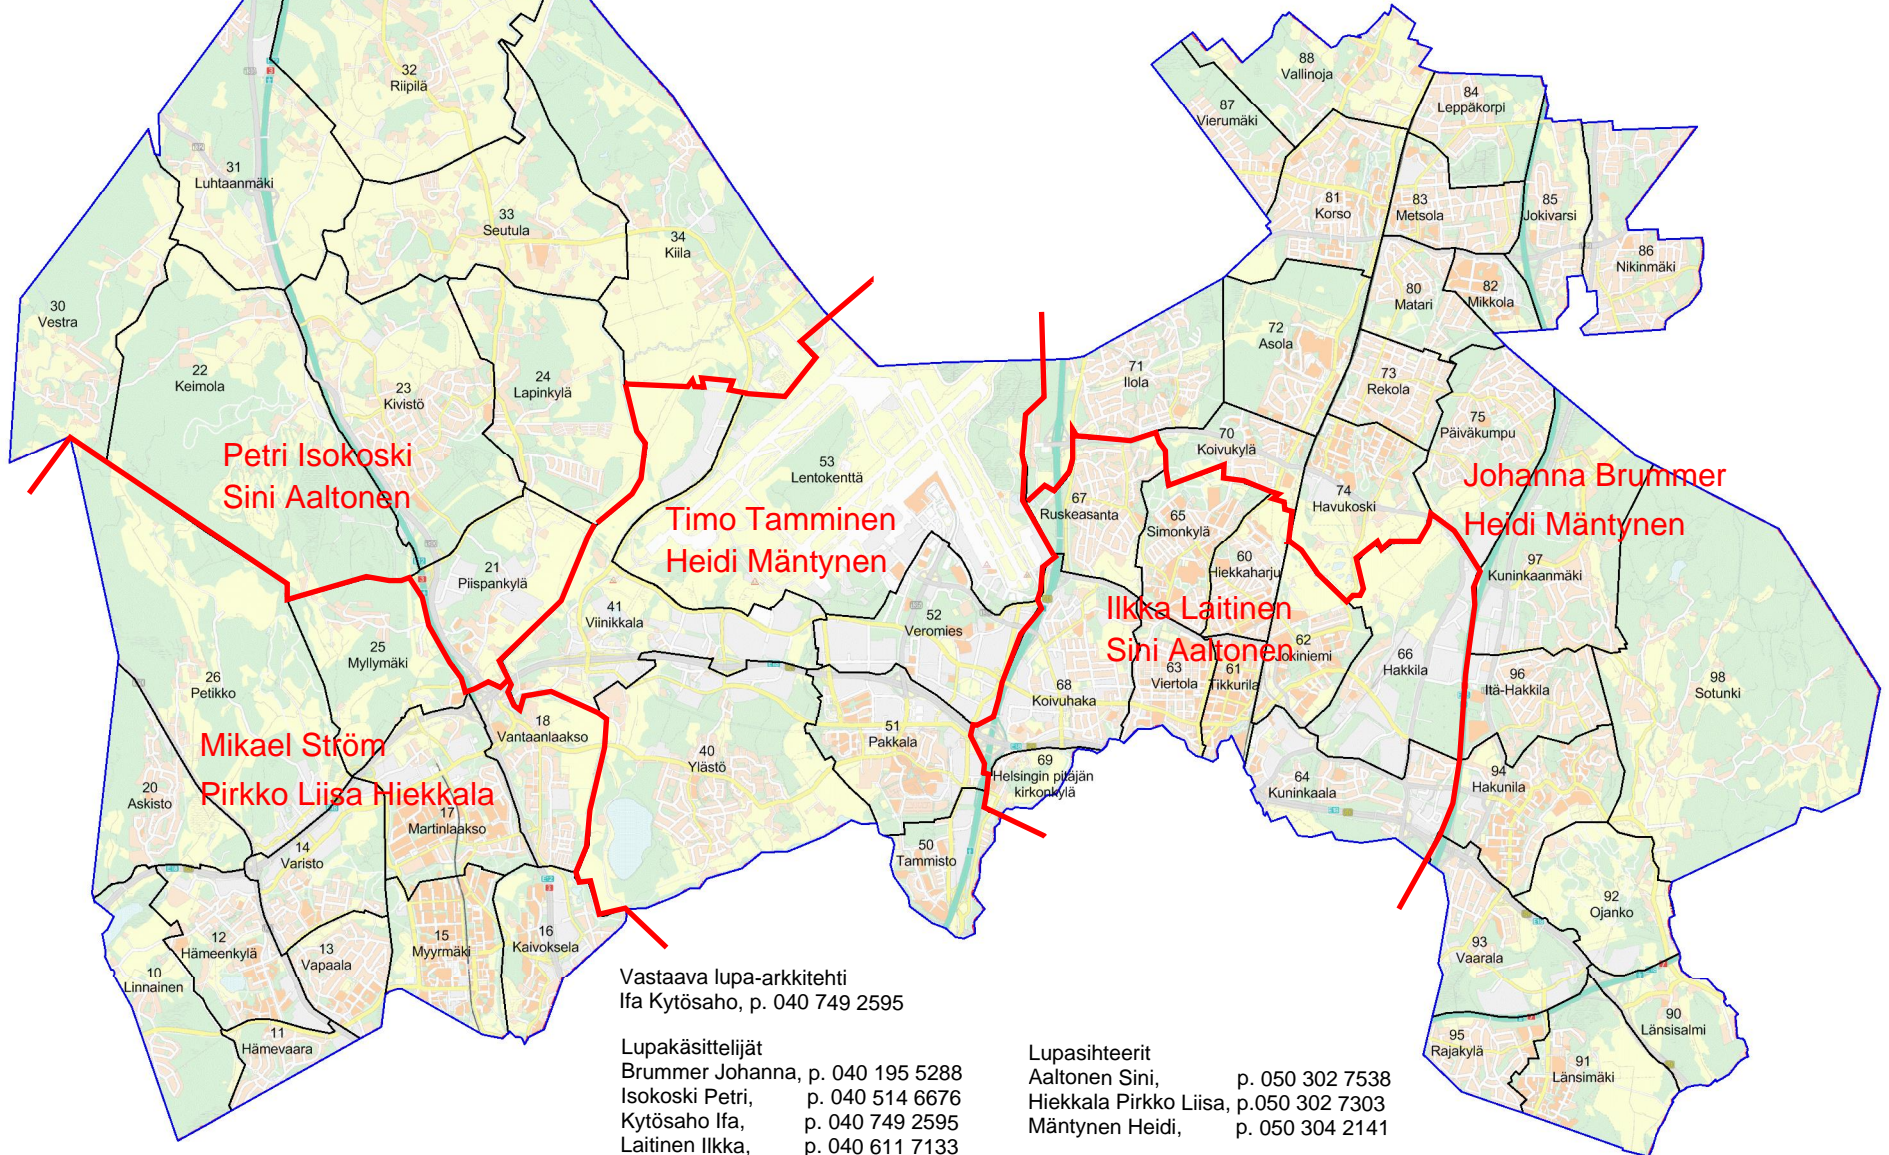 32
Riipilä
88
Vallinoja
84
Leppäkorpi
87
Vierumäki
31
Luhtaanmäki
33
Seutula
34
Kiila
81
Korso
83
Metsola
85
Jokivarsi
86
Nikinmäki
30
Vestra
80
Matari
82
Mikkola
72
Asola
22
Keimola
23
Kivistö
24
Lapinkylä
71
Ilola
73
Rekola
75
Päiväkumpu
70
Koivukylä
Petri Isokoski
Sini Aaltonen
53
Lentokenttä
74
Havukoski
Johanna Brummer
Heidi Mäntynen
67
Ruskeasanta
65
Simonkylä
Timo Tamminen
Heidi Mäntynen
60
Hiekkaharju
97
Kuninkaanmäki
21
Piispankylä
41
Viinikkala
52
Veromies
Ilkka Laitinen
Sini Aaltonen
25
Myllymäki
62
Jokiniemi
66
Hakkila
26
Petikko
68
Koivuhaka
63
Viertola
61
Tikkurila
96
Itä-Hakkila
98
Sotunki
18
Vantaanlaakso
40
Ylästö
51
Pakkala
Mikael Ström
Pirkko Liisa Hiekkala
69
Helsingin pitäjän
kirkonkylä
64
Kuninkaala
94
Hakunila
20
Askisto
17
Martinlaakso
14
Varisto
50
Tammisto
92
Ojanko
12
Hämeenkylä
13
Vapaala
15
Myyrmäki
16
Kaivoksela
93
Vaarala
10
Linnainen
11
Hämevaara
90
Länsisalmi
95
Rajakylä
91
Länsimäki
Vastaava lupa-arkkitehti
Ifa Kytösaho, p. 040 749 2595
Lupakäsittelijät
Brummer Johanna, p. 040 195 5288
Isokoski Petri, p. 040 514 6676
Kytösaho Ifa, p. 040 749 2595
Laitinen Ilkka, p. 040 611 7133
Lupasihteerit
Aaltonen Sini, p. 050 302 7538
Hiekkala Pirkko Liisa, p.050 302 7303
Mäntynen Heidi, p. 050 304 2141